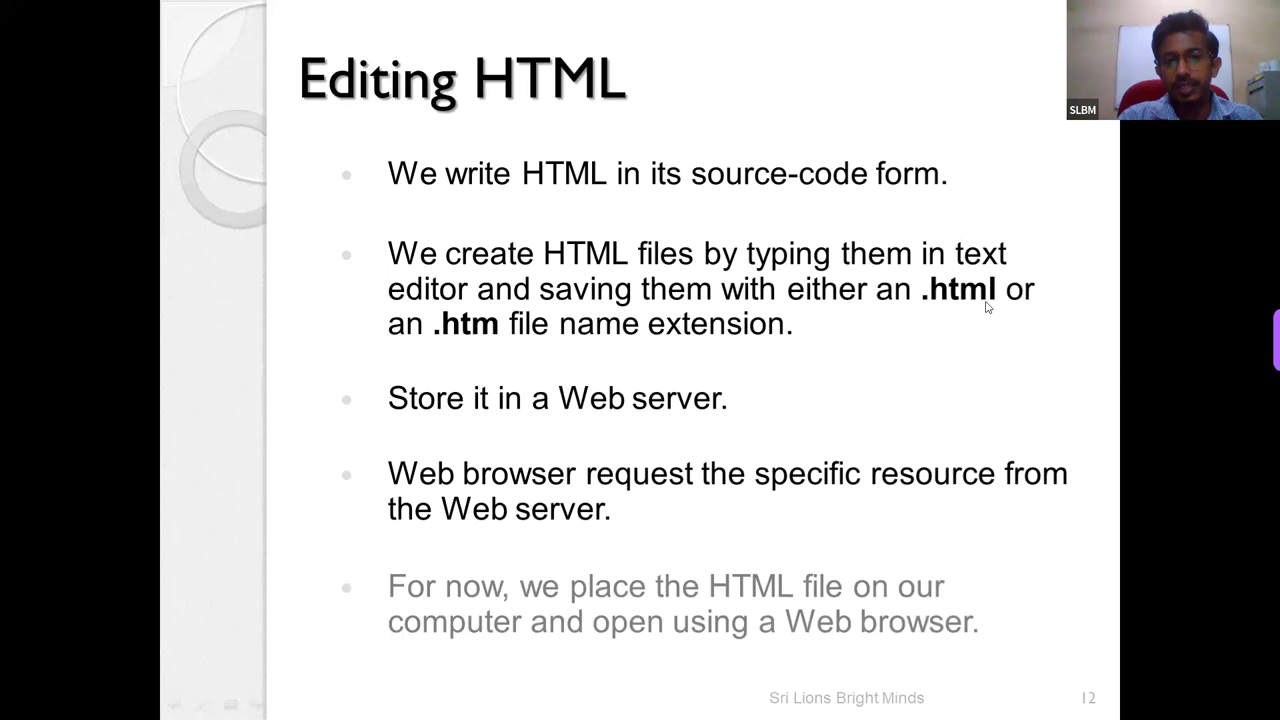 Editing HTML
SLBM
We write HTML in its source-code form.
We create HTML files by typing them in text
editor and saving them with either an .html or
an .htm file name extension.
Store it in a Web server.
Web browser request the specific resource from
the Web server.
For now, we place the HTML file on our
computer and open using a Web browser.
Sri Lions Bright Minds
12